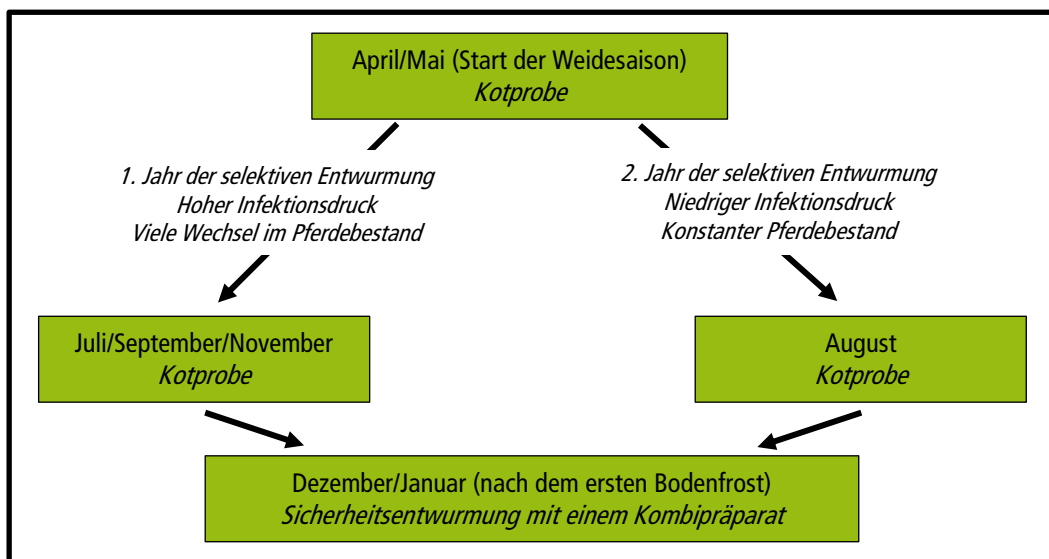 April/Mai (Start der Weidesaison)
Kotprobe
1. Jahr der selektiven Entwurmung
Hoher Infektionsdruck
Viele Wechsel im Pferdebestand
2. Jahr der selektiven Entwurmung
Niedriger Infektionsdruck
Konstanter Pferdebestand
Juli/September/November
Kotprobe
August
Kotprobe
Dezember/Januar (nach dem ersten Bodenfrost)
Sicherheitsentwurmung mit einem Kombipräparat